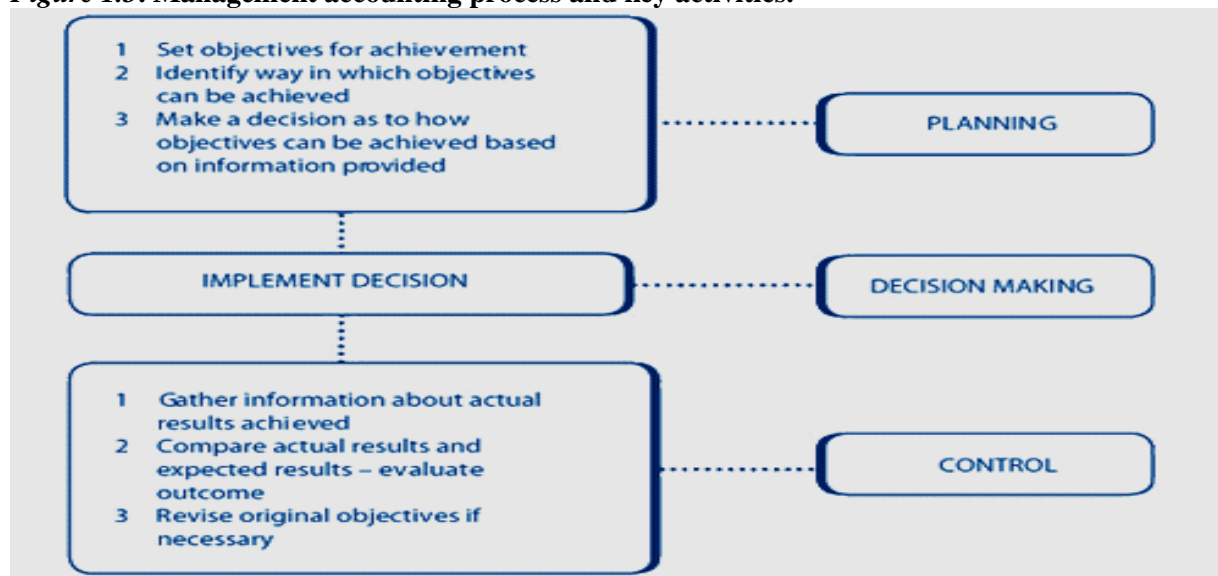 Figure 1.3: Management accounting process and key activities.
1 Set objectives for achievement
2 Identify way in which objectives
can be achieved
3 Make a decision as to how
objectives can be achieved based
on information provided
PLANNING
IMPLEMENT DECISION
DECISION MAKING
1 Gather information about actual
results achieved
2 Compare actual results and
expected results – evaluate
outcome
3 Revise original objectives if
necessary
CONTROL